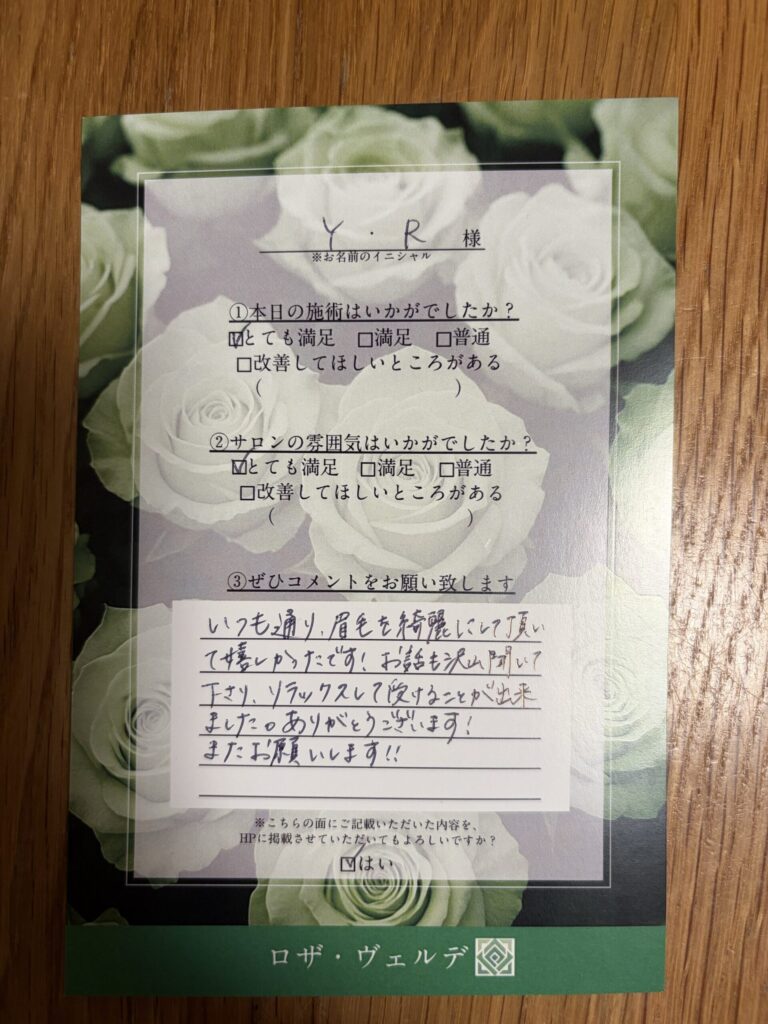 Y・R 様
※お名前のイニシャル
①本日の施術はいかがでしたか?
☑とても満足 □満足 □普通
□改善してほしいところがある
( )
②サロンの雰囲気はいかがでしたか?
☑とても満足 □満足 □普通
□改善してほしいところがある
( )
③ぜひコメントをお願い致します
いつも通り、眉毛を綺麗にして頂い
て嬉しかったです! お話も沢山聞いて
下さり、リラックスして受けることが出来
ました。ありがとうございます!
またお願いします!!
※こちらの面にご記載いただいた内容を、
HPに掲載させていただいてもよろしいですか?
☑はい
ロザ・ヴェルデ